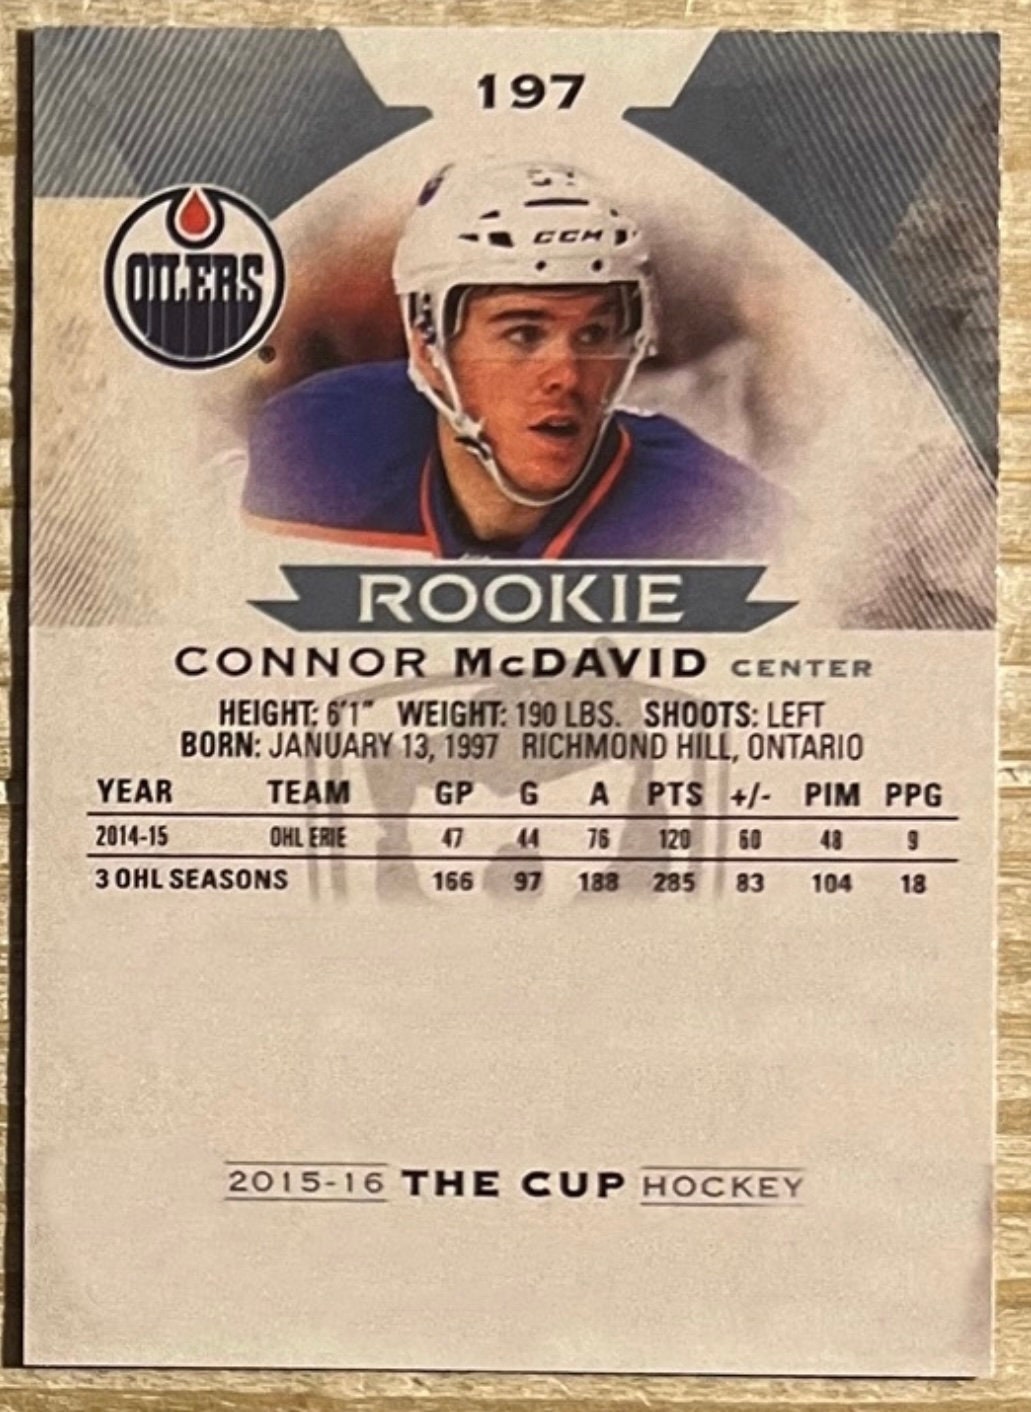 197
OILERS
CCM
ROOKIE
CONNOR McDAVID CENTER
HEIGHT: 6'1" WEIGHT: 190 LBS. SHOOTS: LEFT
BORN: JANUARY 13, 1997 RICHMOND HILL, ONTARIO
YEAR TEAM GP G A PTS +/- PIM PPG
2014-15 OHL ERIE 47 44 76 120 60 48 9
3 OHL SEASONS 166 97 188 285 83 104 18
2015-16 THE CUP HOCKEY